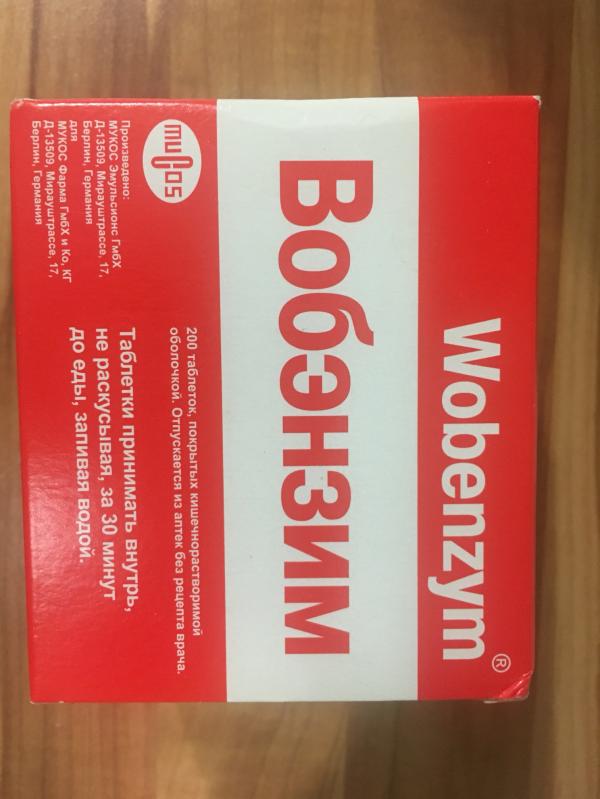 Wobenzym®
Вобэнзим
200 таблеток, покрытых кишечнорастворимой
оболочкой. Отпускается из аптек без рецепта врача.
mucos
Таблетки принимать внутрь,
не раскусывая, за 30 минут
до еды, запивая водой.
Произведено:
МУКОС Эмульсионс ГмбХ
Д-13509, Мирауштрассе, 17,
Берлин, Германия
для
МУКОС Фарма ГмбХ и Ко, КГ
Д-13509, Мирауштрассе, 17,
Берлин, Германия